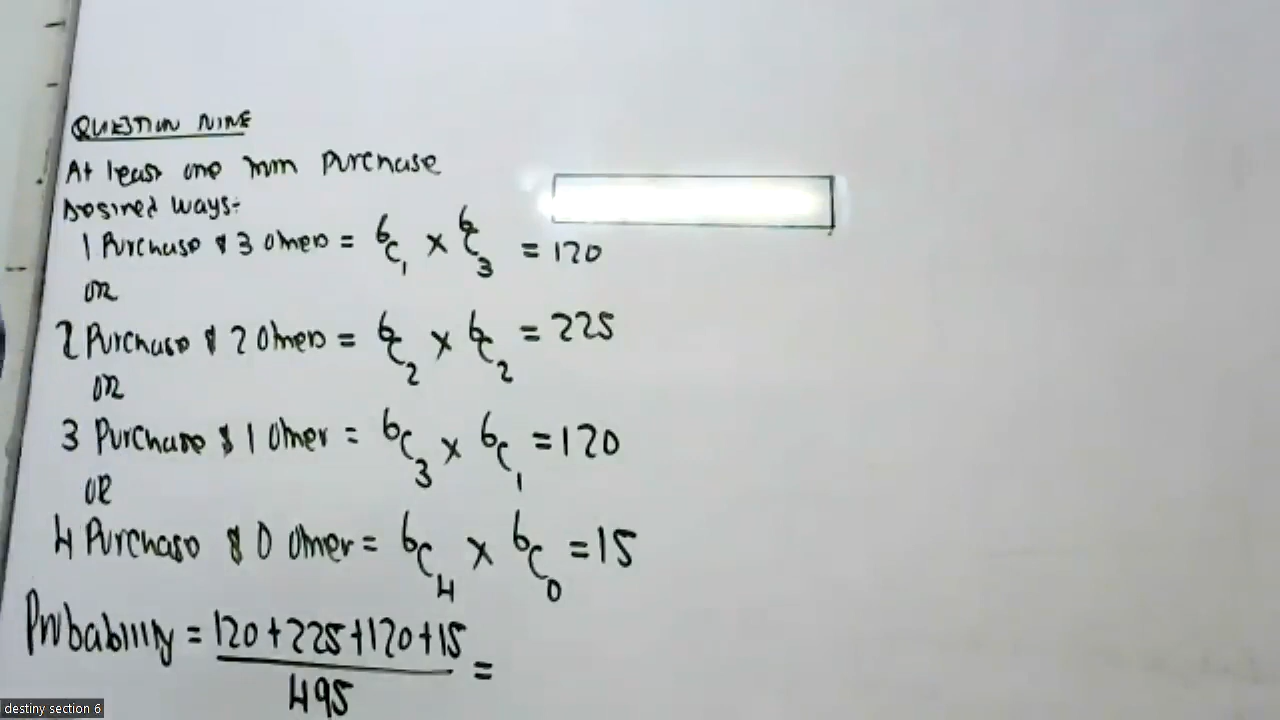 QUESTION NINE
At least one mm Purchase
Desired Ways:-
1 Purchase & 3 Others = ⁶C₁ × ⁶C₃ = 120
OR
2 Purchase & 2 Others = ⁶C₂ × ⁶C₂ = 225
OR
3 Purchase & 1 Other = ⁶C₃ × ⁶C₁ = 120
OR
4 Purchase & 0 Other = ⁶C₄ × ⁶C₀ = 15
Probability = 120+225+120+15 =
495
destiny section 6